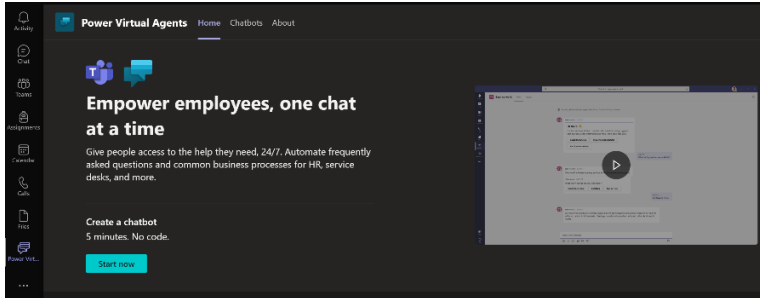 Power Virtual Agents Home Chatbots About
Activity
Chat
Teams
Assignments
Calendar
Calls
Files
Power Virt...
Empower employees, one chat
at a time
Give people access to the help they need, 24/7. Automate frequently
asked questions and common business processes for HR, service
desks, and more.
Create a chatbot
5 minutes. No code.
Start now